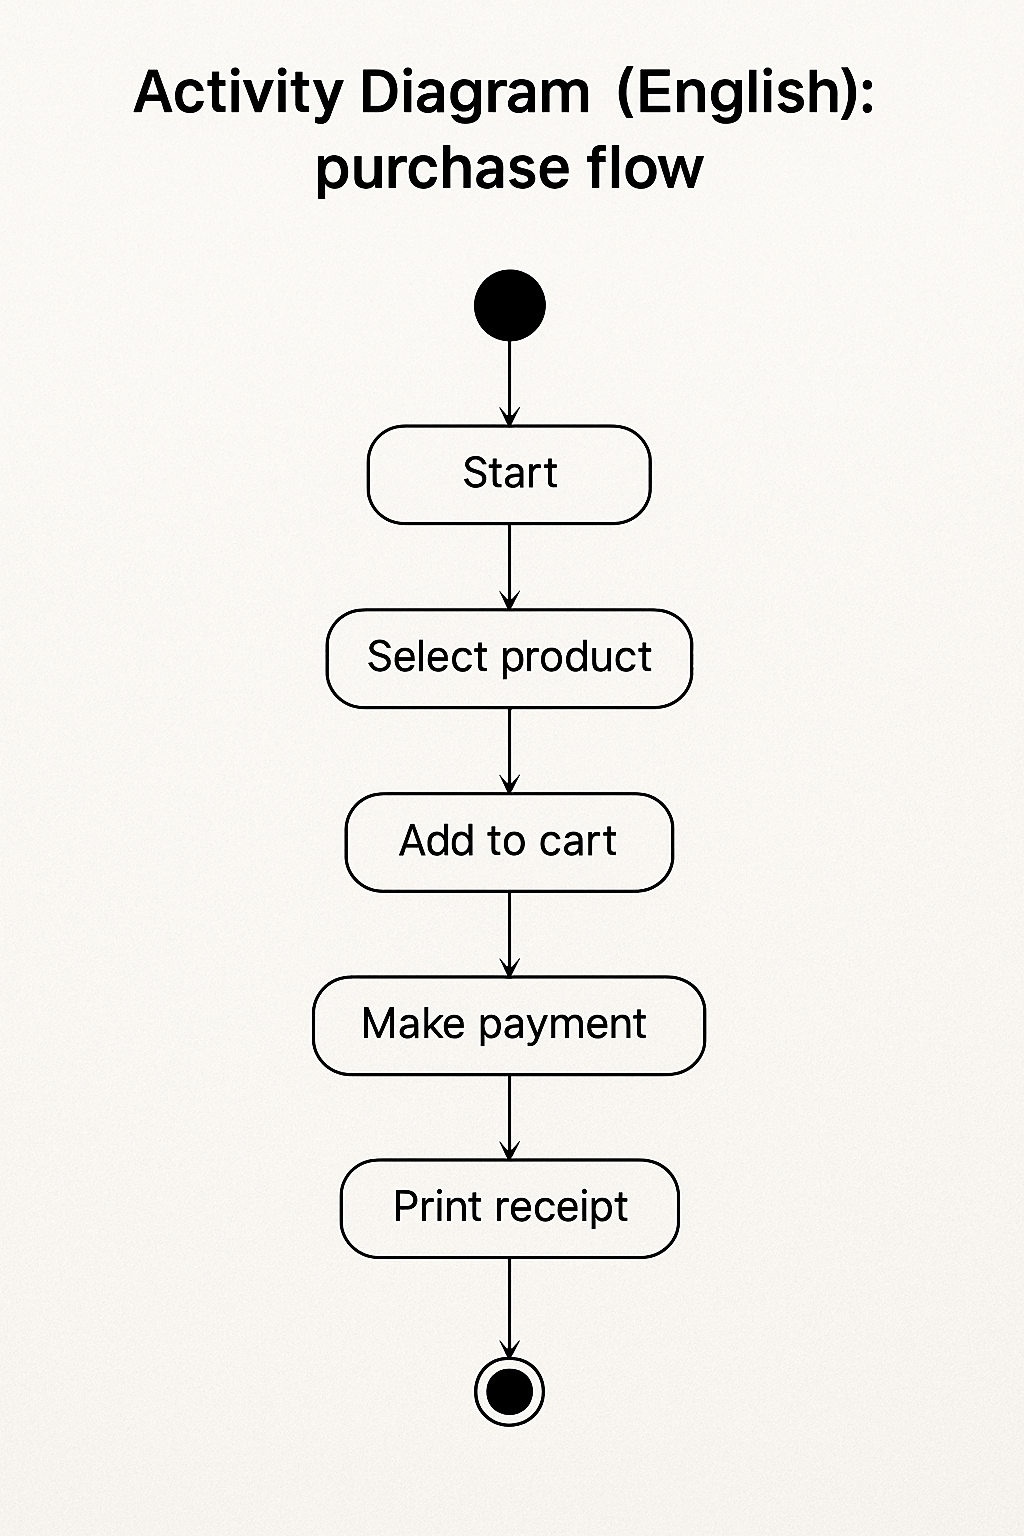 Activity Diagram (English):
purchase flow
Start
Select product
Add to cart
Make payment
Print receipt